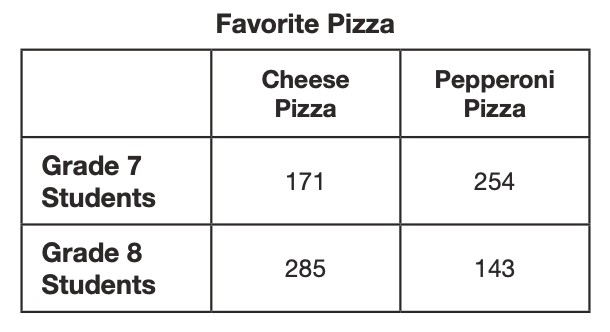 Favorite Pizza
Cheese
Pizza
Pepperoni
Pizza
Grade 7
Students
171
254
Grade 8
Students
285
143